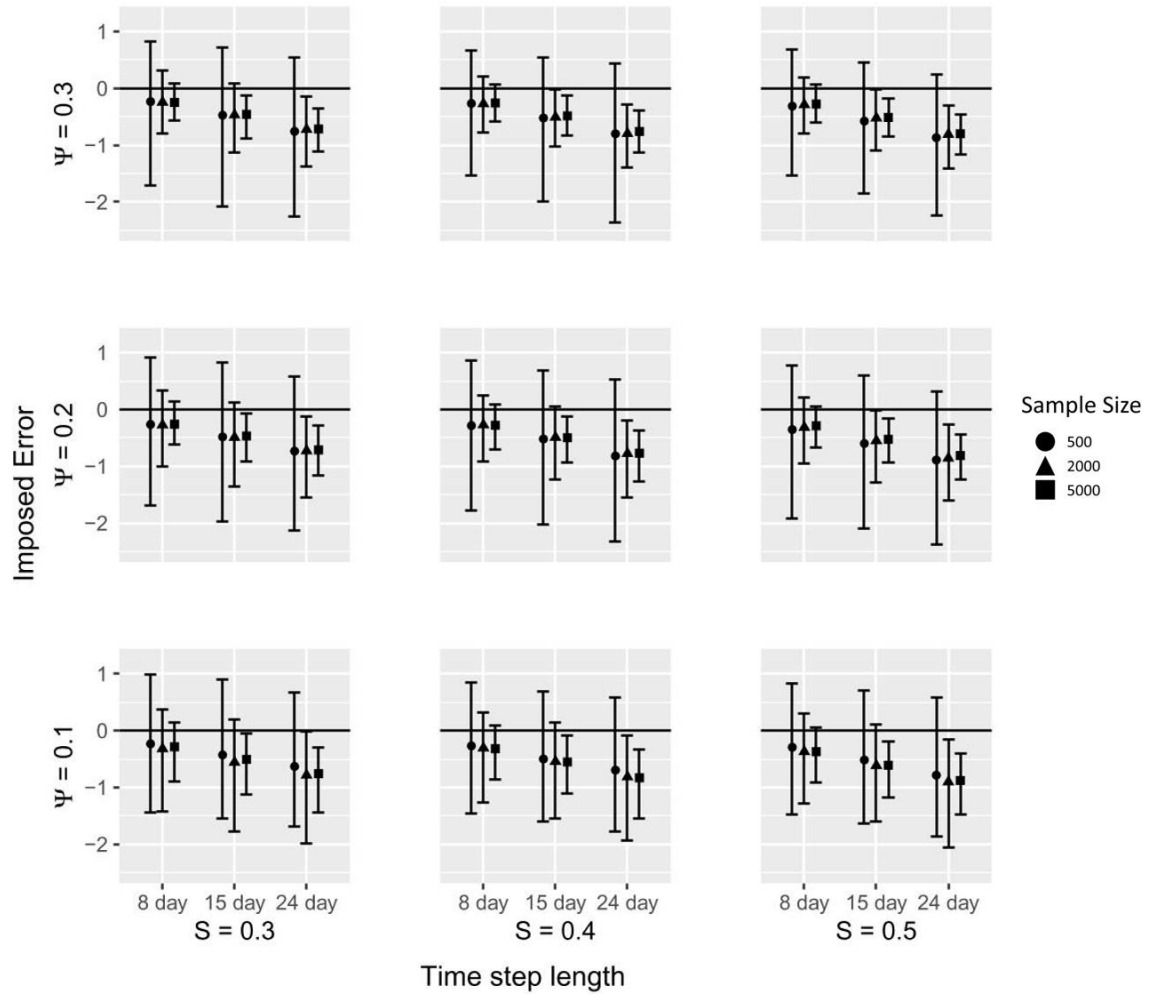 1
0
−1
−2
Ψ = 0.3
1
0
−1
−2
Ψ = 0.2
Imposed Error
Sample Size
500
2000
5000
1
0
−1
−2
Ψ = 0.1
8 day 15 day 24 day
S = 0.3
8 day 15 day 24 day
S = 0.4
8 day 15 day 24 day
S = 0.5
Time step length